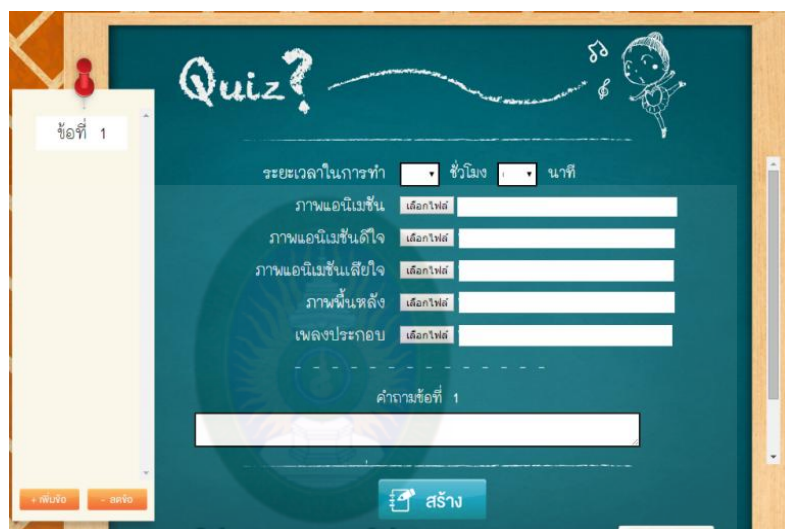 Quiz?
ข้อที่ 1
ระยะเวลาในการทำ ชั่วโมง นาที
ภาพแอนิเมชัน เลือกไฟล์
ภาพแอนิเมชันดีใจ เลือกไฟล์
ภาพแอนิเมชันเสียใจ เลือกไฟล์
ภาพพื้นหลัง เลือกไฟล์
เพลงประกอบ เลือกไฟล์
คำถามข้อที่ 1
+ เพิ่มข้อ - ลดข้อ
สร้าง